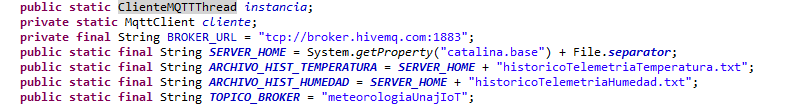 public static ClienteMQTTThread instancia;
private static MqttClient cliente;
private final String BROKER_URL = "tcp://broker.hivemq.com:1883";
public static final String SERVER_HOME = System.getProperty("catalina.base") + File.separator;
public static final String ARCHIVO_HIST_TEMPERATURA = SERVER_HOME + "historicoTelemetriaTemperatura.txt";
public static final String ARCHIVO_HIST_HUMEDAD = SERVER_HOME + "historicoTelemetriaHumedad.txt";
public static final String TOPICO_BROKER = "meteorologiaUnajIoT";